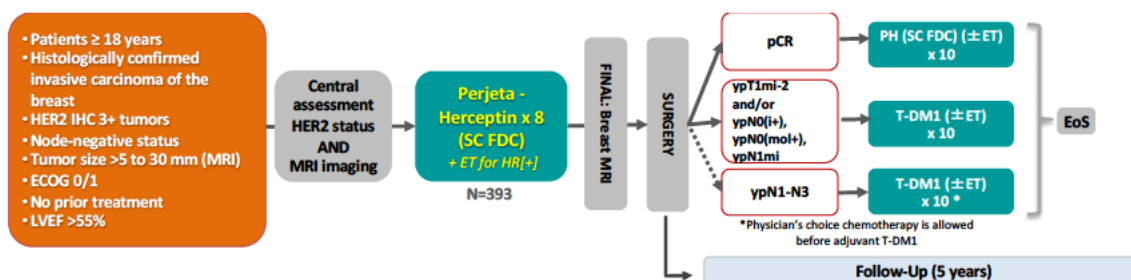 • Patients ≥ 18 years
• Histologically confirmed
invasive carcinoma of the
breast
• HER2 IHC 3+ tumors
• Node-negative status
• Tumor size >5 to 30 mm (MRI)
• ECOG 0/1
• No prior treatment
• LVEF >55%
Central
assessment
HER2 status
AND
MRI imaging
Perjeta -
Herceptin x 8
(SC FDC)
+ ET for HR[+]
N=393
FINAL: Breast MRI
SURGERY
pCR
PH (SC FDC) (±ET)
x 10
ypT1mi-2
and/or
ypN0(i+),
ypN0(mol+),
ypN1mi
T-DM1 (±ET)
x 10
ypN1-N3
T-DM1 (±ET)
x 10 *
*Physician's choice chemotherapy is allowed
before adjuvant T-DM1
EoS
Follow-Up (5 years)